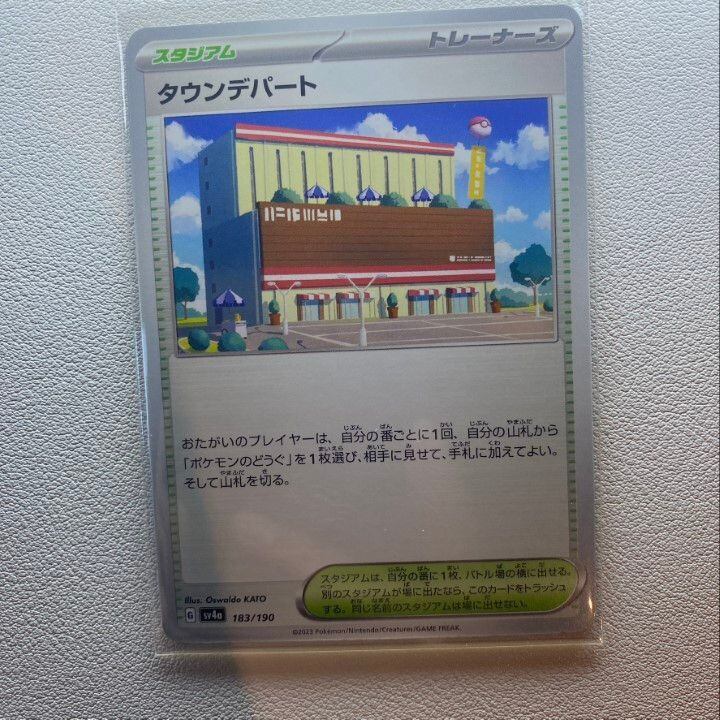 スタジアム
トレーナーズ
タウンデパート
おたがいのプレイヤーは、自分の番ごとに1回、自分の山札から
「ポケモンのどうぐ」を1枚選び、相手に見せて、手札に加えてよい。
そして山札を切る。
スタジアムは、自分の番に1枚、バトル場の横に出せる。
別のスタジアムが場に出たなら、このカードをトラッシュ
する。同じ名前のスタジアムは場に出せない。
Illus. Oswaldo KATO
G sv4a 183/190
©2023 Pokémon/Nintendo/Creatures/GAME FREAK.